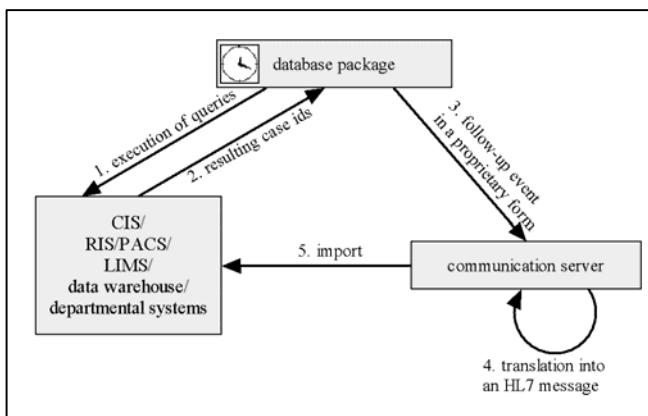 database package
1. execution of queries
2. resulting case ids
3. follow-up event
in a proprietary form
CIS/
RIS/PACS/
LIMS/
data warehouse/
departmental systems
5. import
communication server
4. translation into
an HL7 message